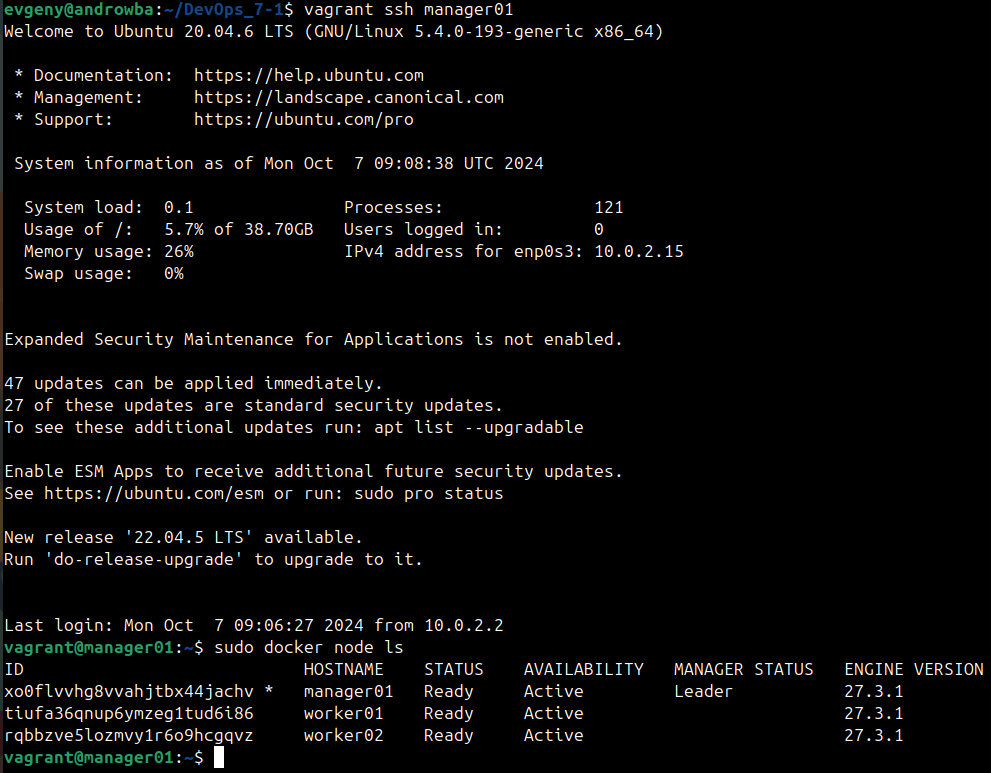 evgeny@androwba:~/DevOps_7-1$ vagrant ssh manager01
Welcome to Ubuntu 20.04.6 LTS (GNU/Linux 5.4.0-193-generic x86_64)
 * Documentation:  https://help.ubuntu.com
 * Management:     https://landscape.canonical.com
 * Support:        https://ubuntu.com/pro
 System information as of Mon Oct  7 09:08:38 UTC 2024
  System load:  0.1               Processes:               121
  Usage of /:   5.7% of 38.70GB   Users logged in:         0
  Memory usage: 26%               IPv4 address for enp0s3: 10.0.2.15
  Swap usage:   0%
Expanded Security Maintenance for Applications is not enabled.
47 updates can be applied immediately.
27 of these updates are standard security updates.
To see these additional updates run: apt list --upgradable
Enable ESM Apps to receive additional future security updates.
See https://ubuntu.com/esm or run: sudo pro status
New release '22.04.5 LTS' available.
Run 'do-release-upgrade' to upgrade to it.
Last login: Mon Oct  7 09:06:27 2024 from 10.0.2.2
vagrant@manager01:~$ sudo docker node ls
ID                            HOSTNAME    STATUS    AVAILABILITY   MANAGER STATUS   ENGINE VERSION
xo0flvvhg8vvahjtbx44jachv *   manager01   Ready     Active         Leader           27.3.1
tiufa36qnup6ymzeg1tud6i86     worker01    Ready     Active                          27.3.1
rqbbzve5lozmvy1r6o9hcgqvz     worker02    Ready     Active                          27.3.1
vagrant@manager01:~$